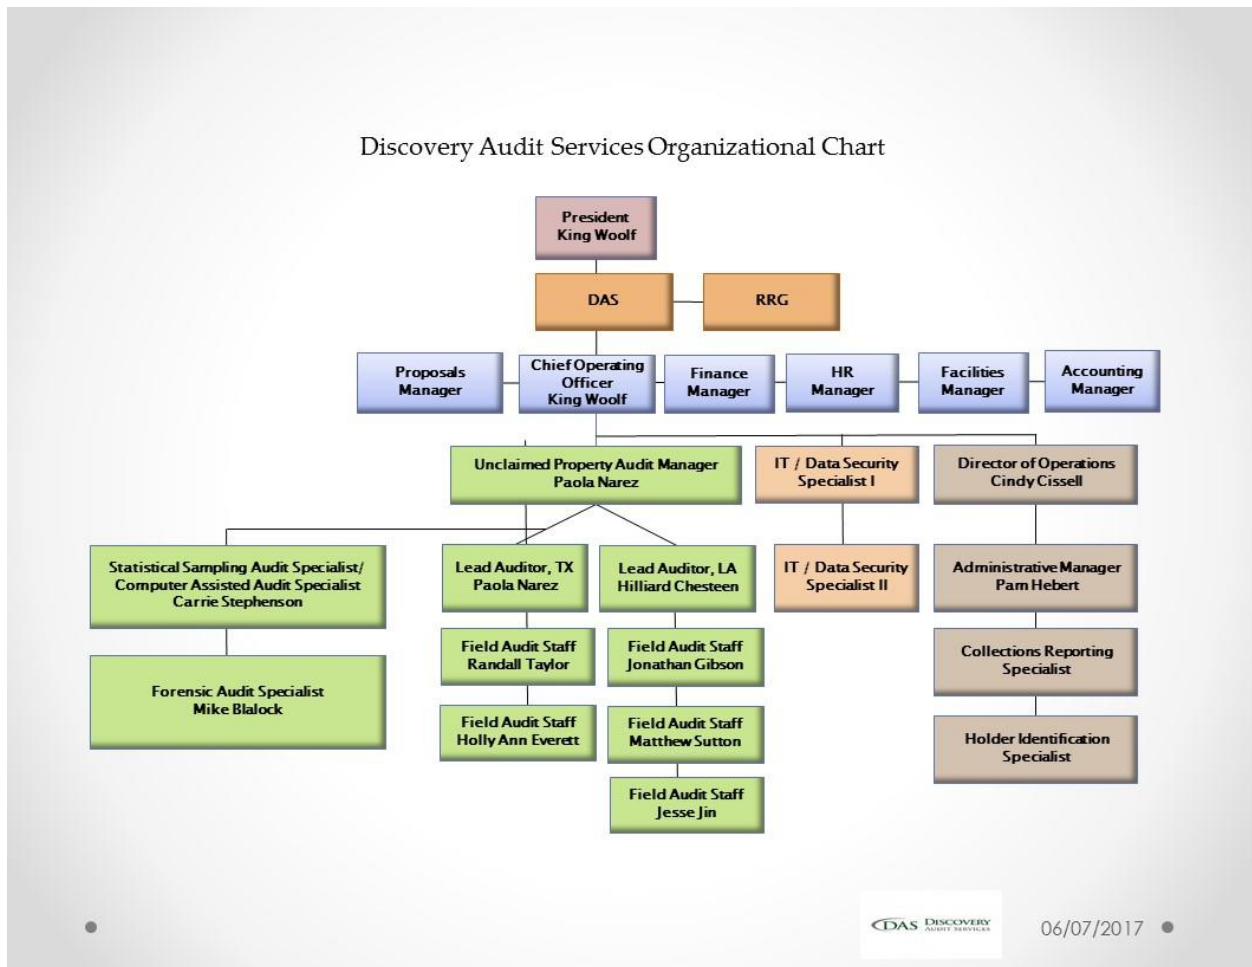 Discovery Audit Services Organizational Chart
President
King Woolf
DAS
RRG
Proposals
Manager
Chief Operating
Officer
King Woolf
Finance
Manager
HR
Manager
Facilities
Manager
Accounting
Manager
Unclaimed Property Audit Manager
Paola Narez
IT / Data Security
Specialist I
Director of Operations
Cindy Cissell
Statistical Sampling Audit Specialist/
Computer Assisted Audit Specialist
Carrie Stephenson
Lead Auditor, TX
Paola Narez
Lead Auditor, LA
Hilliard Chesteen
IT / Data Security
Specialist II
Administrative Manager
Pam Hebert
Field Audit Staff
Randall Taylor
Field Audit Staff
Jonathan Gibson
Collections Reporting
Specialist
Forensic Audit Specialist
Mike Blalock
Field Audit Staff
Holly Ann Everett
Field Audit Staff
Matthew Sutton
Holder Identification
Specialist
Field Audit Staff
Jesse Jin
DAS DISCOVERY
AUDIT SERVICES
06/07/2017